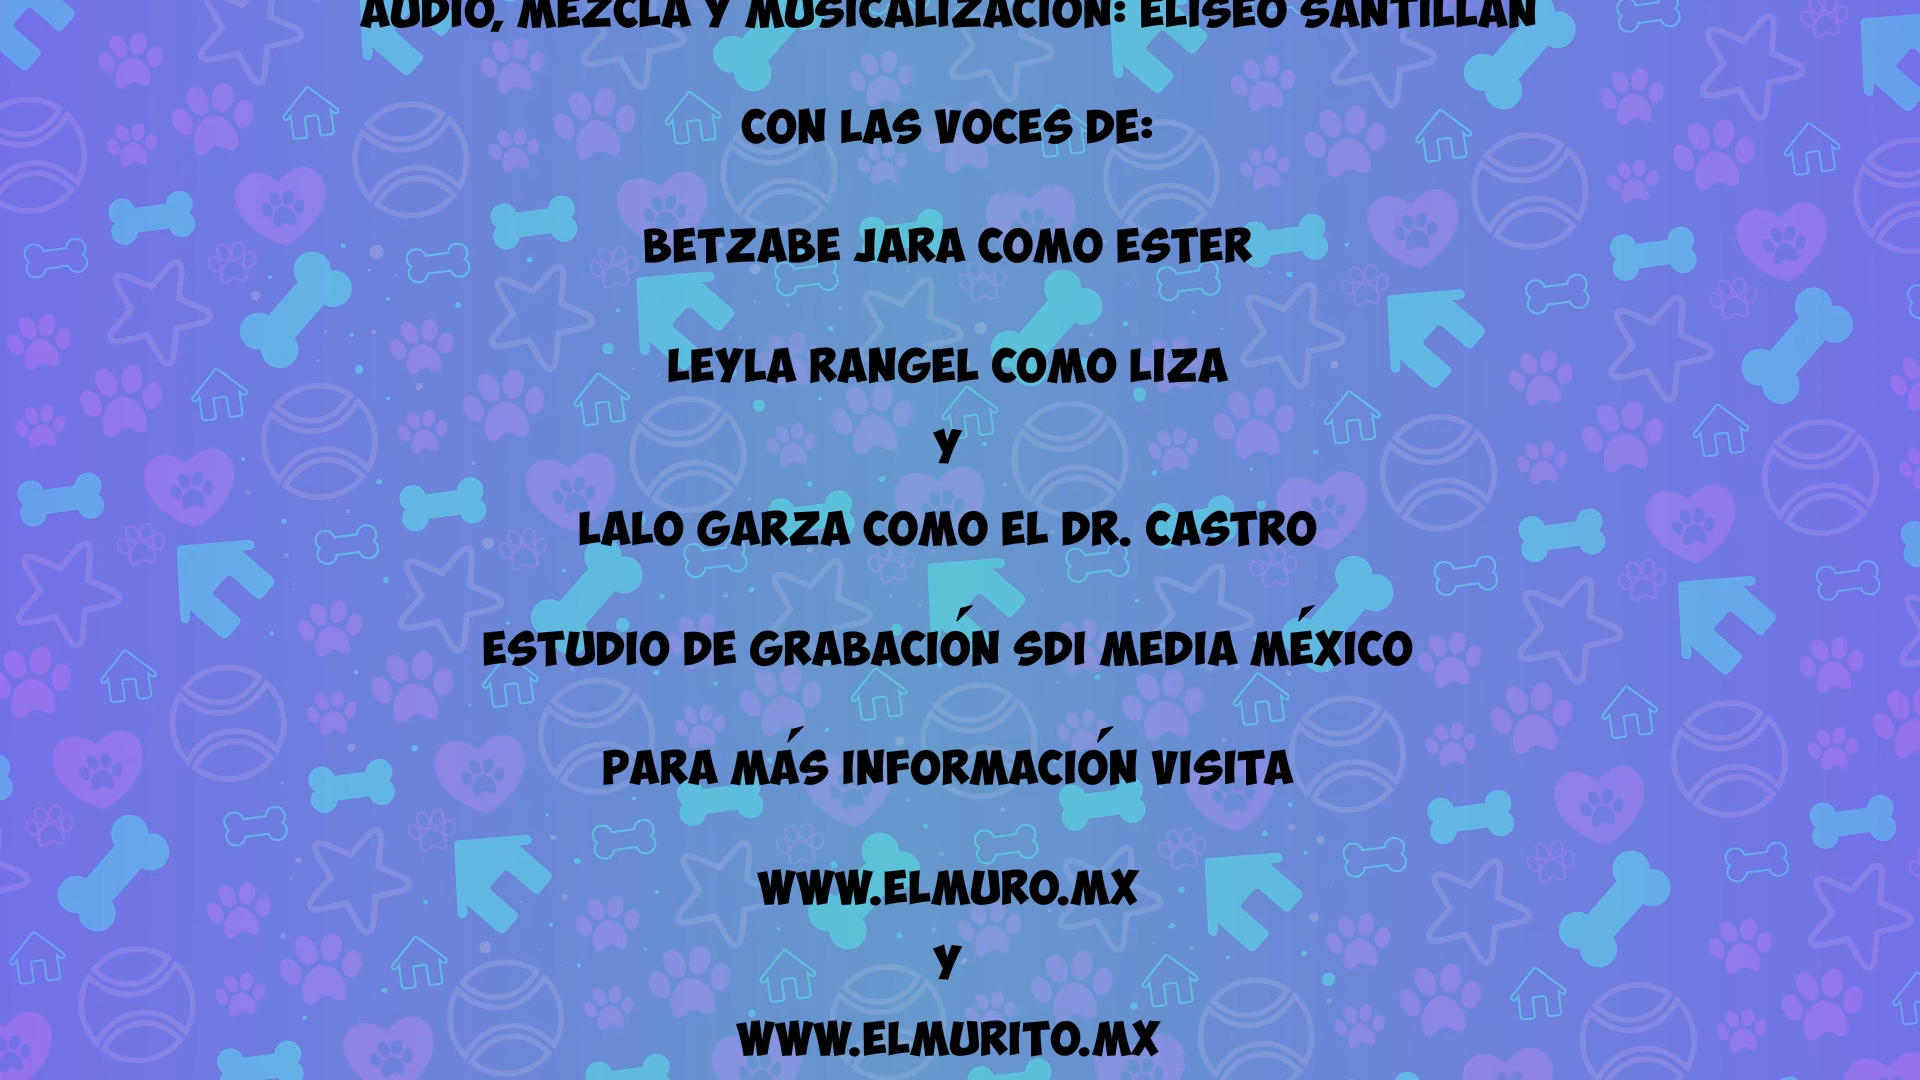 AUDIO, MEZCLA Y MUSICALIZACIÓN: ELISEO SANTILLÁN
CON LAS VOCES DE:
BETZABE JARA COMO ESTER
LEYLA RANGEL COMO LIZA
Y
LALO GARZA COMO EL DR. CASTRO
ESTUDIO DE GRABACIÓN SDI MEDIA MÉXICO
PARA MÁS INFORMACIÓN VISITA
WWW.ELMURO.MX
Y
WWW.ELMURITO.MX